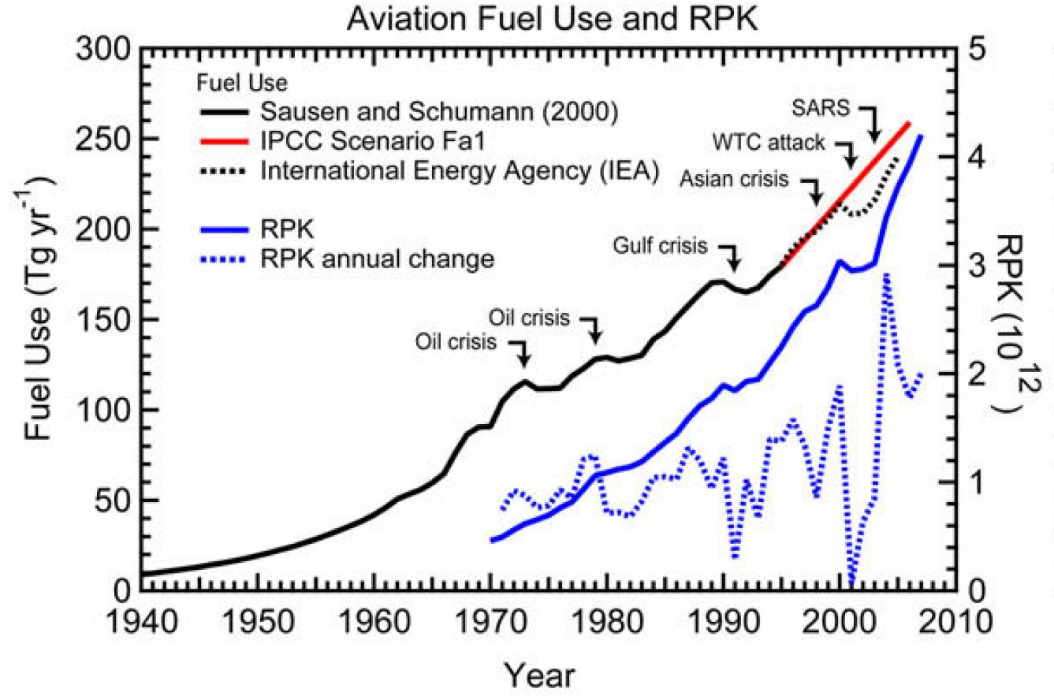 Aviation Fuel Use and RPK
Fuel Use
Sausen and Schumann (2000)
IPCC Scenario Fa1
International Energy Agency (IEA)
RPK
RPK annual change
SARS
WTC attack
Asian crisis
Gulf crisis
Oil crisis
Oil crisis
Fuel Use (Tg yr⁻¹)
300
250
200
150
100
50
0
RPK (10¹²)
5
4
3
2
1
0
1940 1950 1960 1970 1980 1990 2000 2010
Year